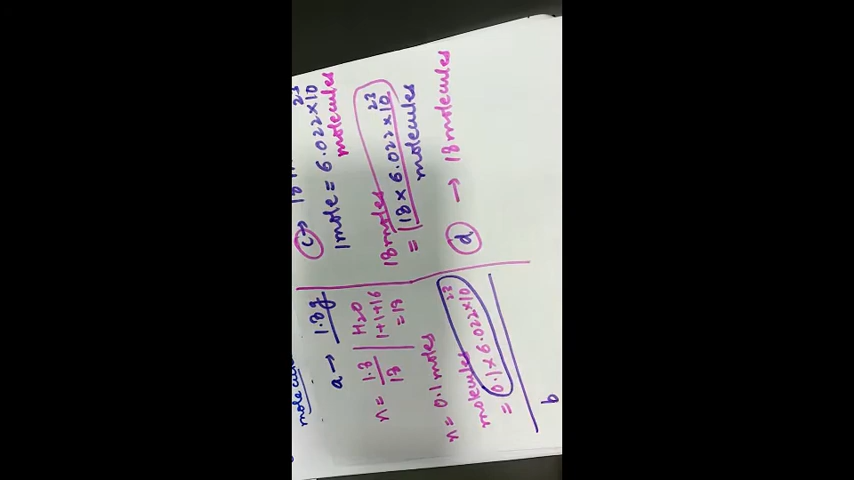 molecule
a → 1.8g
n = 1.8/18 | H2O
1+1+16
= 18
n = 0.1 moles
molecules
= 0.1 × 6.022×10^23
b
c →
1 mole = 6.022×10^23
molecules
18 moles
= 18 × 6.022×10^23
molecules
d → 18 molecules